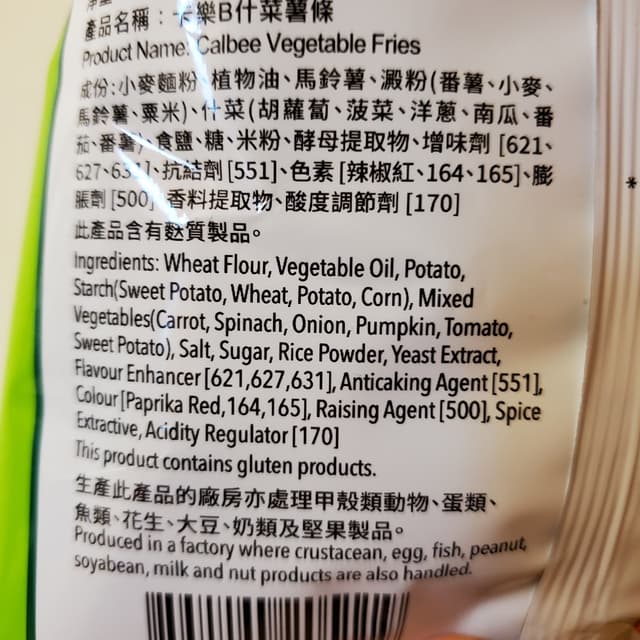 產品名稱：卡樂B什菜薯條
Product Name: Calbee Vegetable Fries
成份:小麥麵粉、植物油、馬鈴薯、澱粉(番薯、小麥、
馬鈴薯、粟米)、什菜(胡蘿蔔、菠菜、洋蔥、南瓜、番
茄、番薯)、食鹽、糖、米粉、酵母提取物、增味劑 [621、
627、631]、抗結劑 [551]、色素 [辣椒紅、164、165]、膨
脹劑 [500]、香料提取物、酸度調節劑 [170]
此產品含有麩質製品。
Ingredients: Wheat Flour, Vegetable Oil, Potato,
Starch(Sweet Potato, Wheat, Potato, Corn), Mixed
Vegetables(Carrot, Spinach, Onion, Pumpkin, Tomato,
Sweet Potato), Salt, Sugar, Rice Powder, Yeast Extract,
Flavour Enhancer [621,627,631], Anticaking Agent [551],
Colour [Paprika Red,164,165], Raising Agent [500], Spice
Extractive, Acidity Regulator [170]
This product contains gluten products.
生產此產品的廠房亦處理甲殼類動物、蛋類、
魚類、花生、大豆、奶類及堅果製品。
Produced in a factory where crustacean, egg, fish, peanut,
soyabean, milk and nut products are also handled.
*